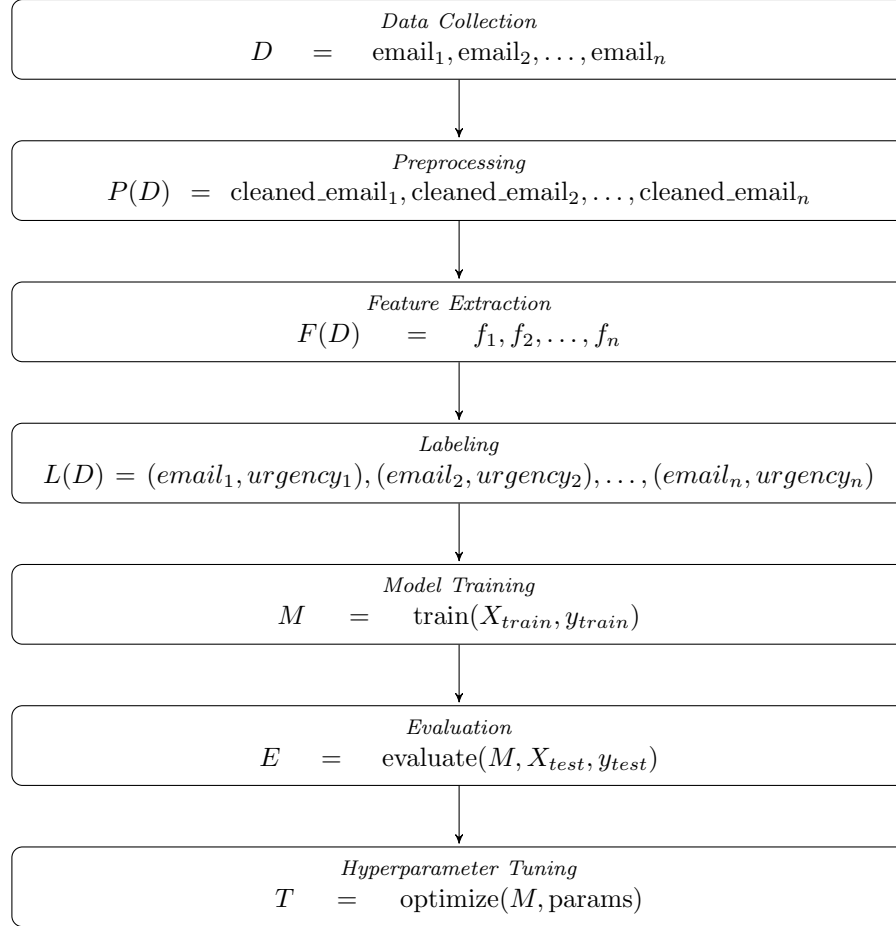 Data Collection
D = email₁, email₂, . . . , emailₙ
Preprocessing
P(D) = cleaned_email₁, cleaned_email₂, . . . , cleaned_emailₙ
Feature Extraction
F(D) = f₁, f₂, . . . , fₙ
Labeling
L(D) = (email₁, urgency₁), (email₂, urgency₂), . . . , (emailₙ, urgencyₙ)
Model Training
M = train(X_train, y_train)
Evaluation
E = evaluate(M, X_test, y_test)
Hyperparameter Tuning
T = optimize(M, params)